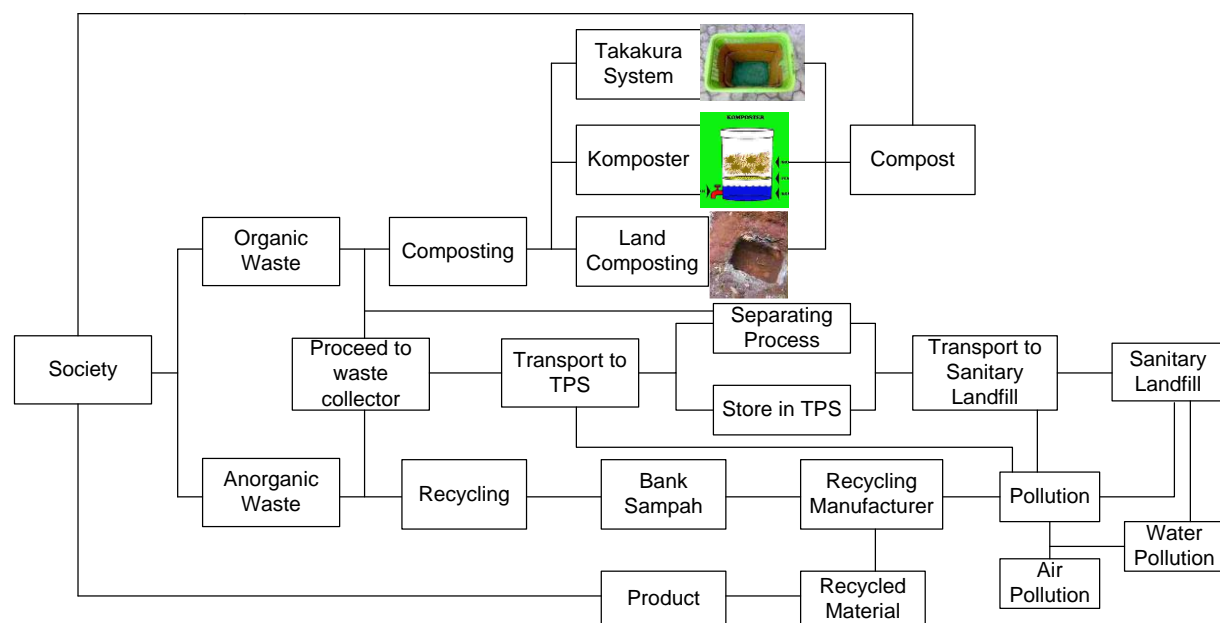 Takakura
System
KOMPOSTER
Komposter
Compost
Organic
Waste
Composting
Land
Composting
Separating
Process
Society
Proceed to
waste
collector
Transport to
TPS
Transport to
Sanitary
Landfill
Sanitary
Landfill
Store in TPS
Anorganic
Waste
Recycling
Bank
Sampah
Recycling
Manufacturer
Pollution
Water
Pollution
Air
Pollution
Product
Recycled
Material